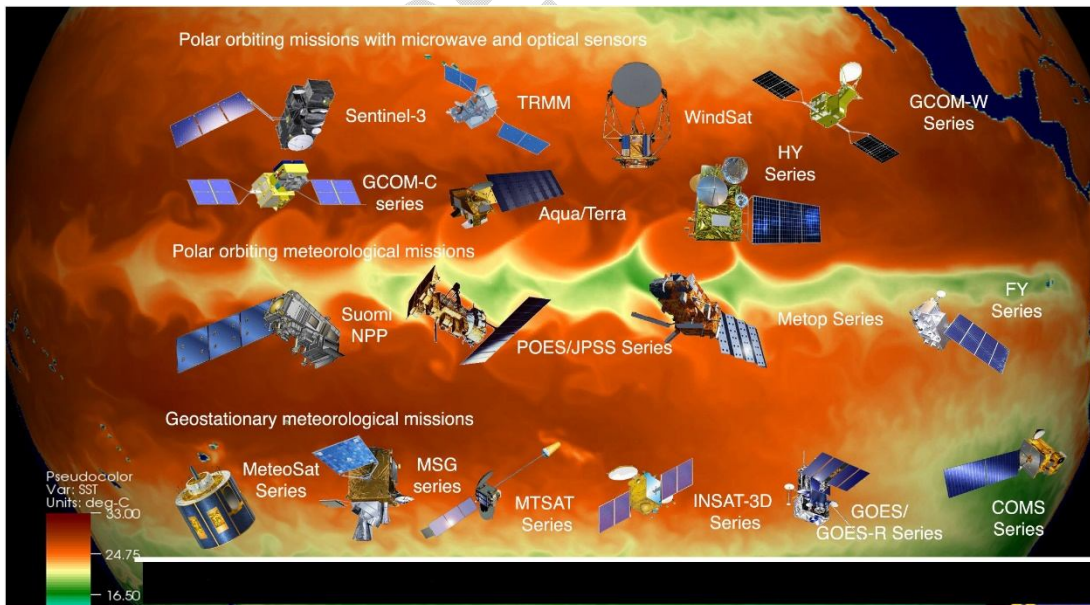 Polar orbiting missions with microwave and optical sensors
Sentinel-3
TRMM
WindSat
GCOM-W
Series
GCOM-C
series
Aqua/Terra
HY
Series
Polar orbiting meteorological missions
Suomi
NPP
POES/JPSS Series
Metop Series
FY
Series
Geostationary meteorological missions
MeteoSat
Series
MSG
series
MTSAT
Series
INSAT-3D
Series
GOES/
GOES-R Series
COMS
Series
Pseudocolor
Var: SST
Units: deg-C
33.00
24.75
16.50